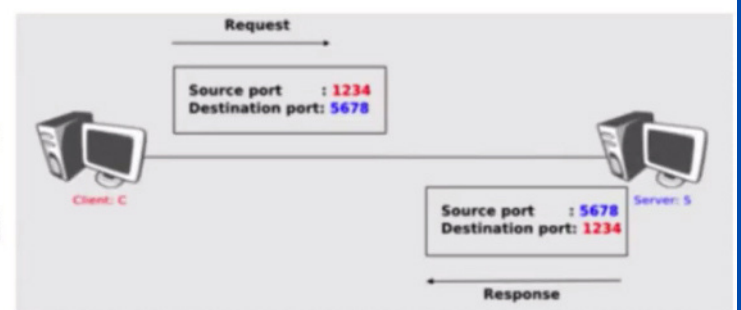 Request
Source port : 1234
Destination port: 5678
Client: C
Server: S
Source port : 5678
Destination port: 1234
Response